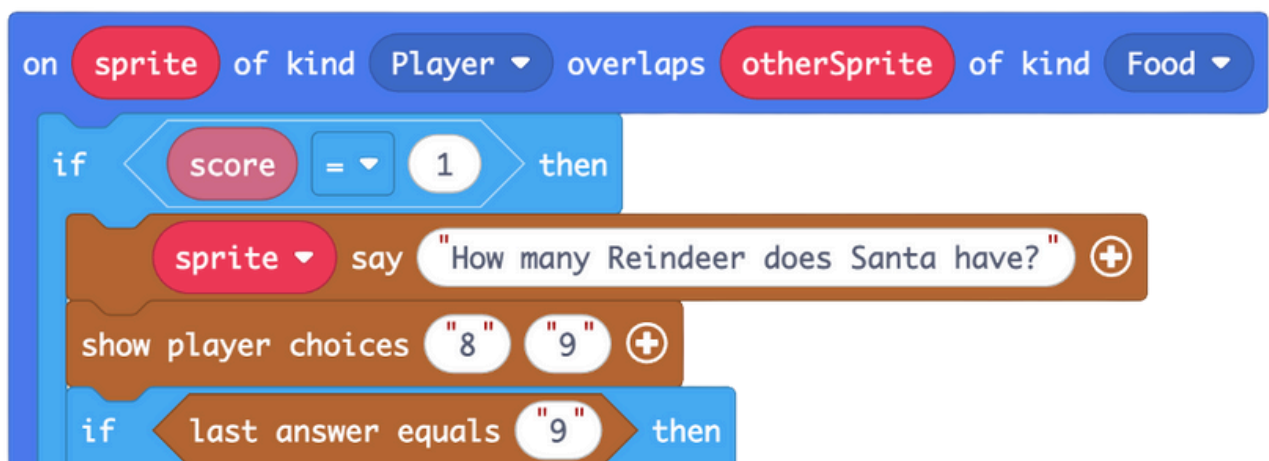 on sprite of kind Player overlaps otherSprite of kind Food
if score = 1 then
sprite say "How many Reindeer does Santa have?"
show player choices "8" "9"
if last answer equals "9" then